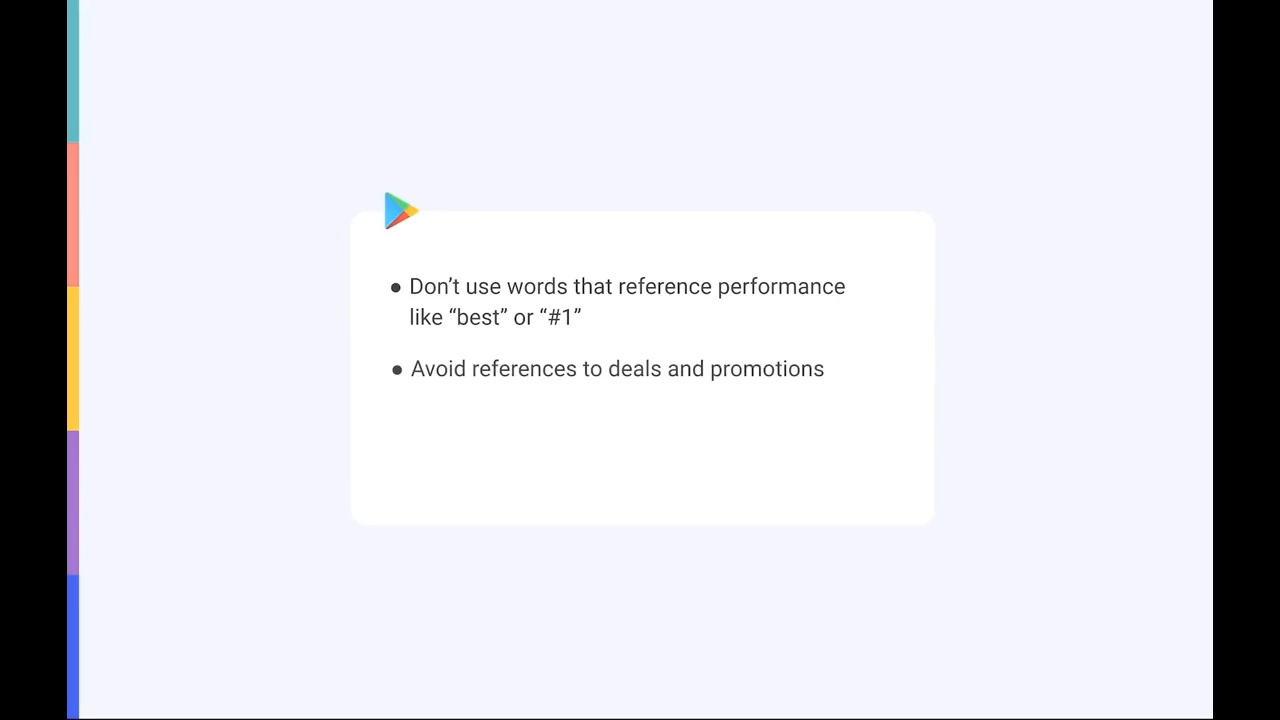 ● Don’t use words that reference performance
like “best” or “#1”
● Avoid references to deals and promotions